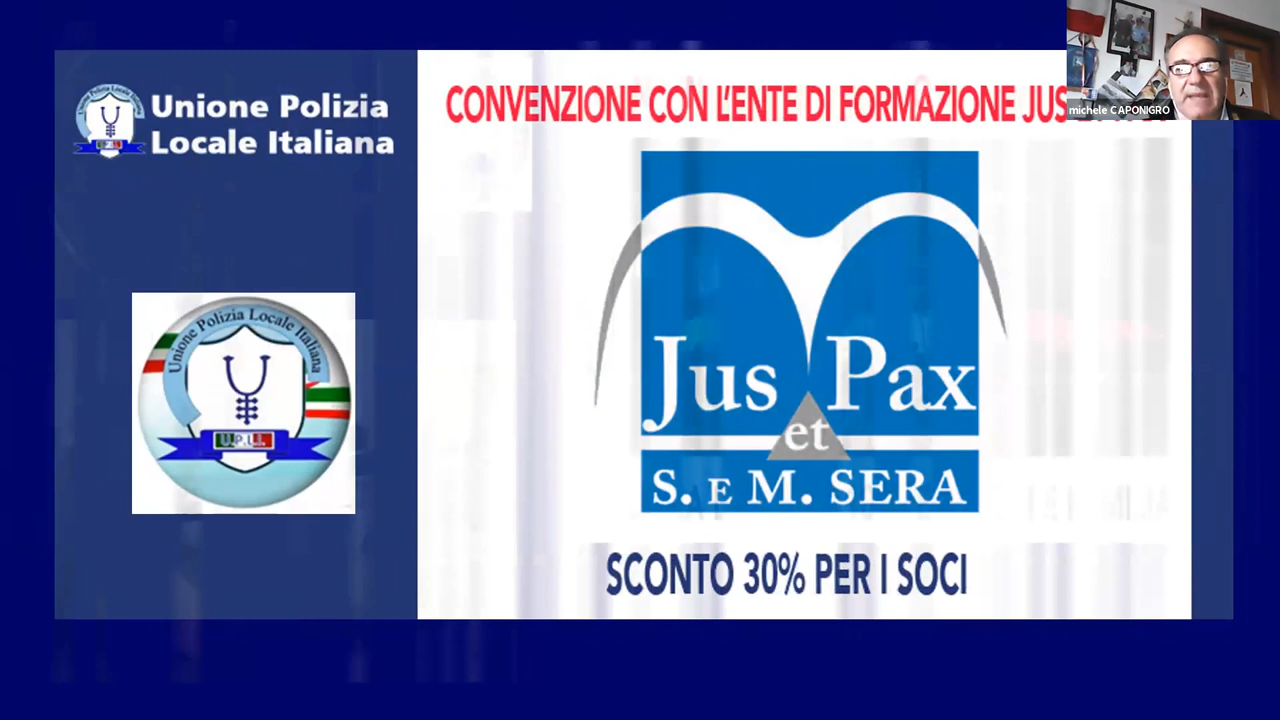 Unione Polizia
Locale Italiana
Unione Polizia Locale Italiana
U.P.L.I.
CONVENZIONE CON L'ENTE DI FORMAZIONE JUS
michele CAPONIGRO
Jus Pax
et
S. E M. SERA
SCONTO 30% PER I SOCI